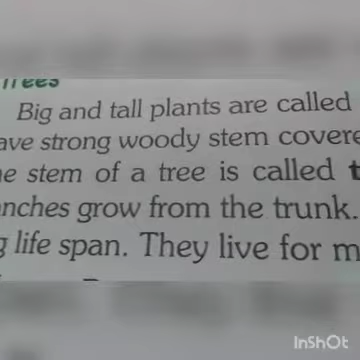 Trees
Big and tall plants are called
ave strong woody stem covere
e stem of a tree is called t
nches grow from the trunk.
g life span. They live for m
InShOt